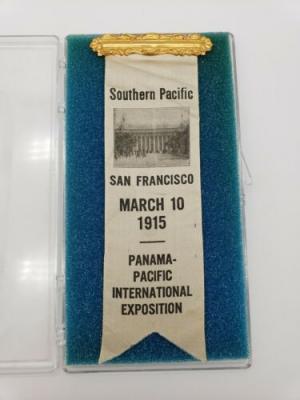 Southern Pacific
SAN FRANCISCO
MARCH 10
1915
PANAMA-
PACIFIC
INTERNATIONAL
EXPOSITION